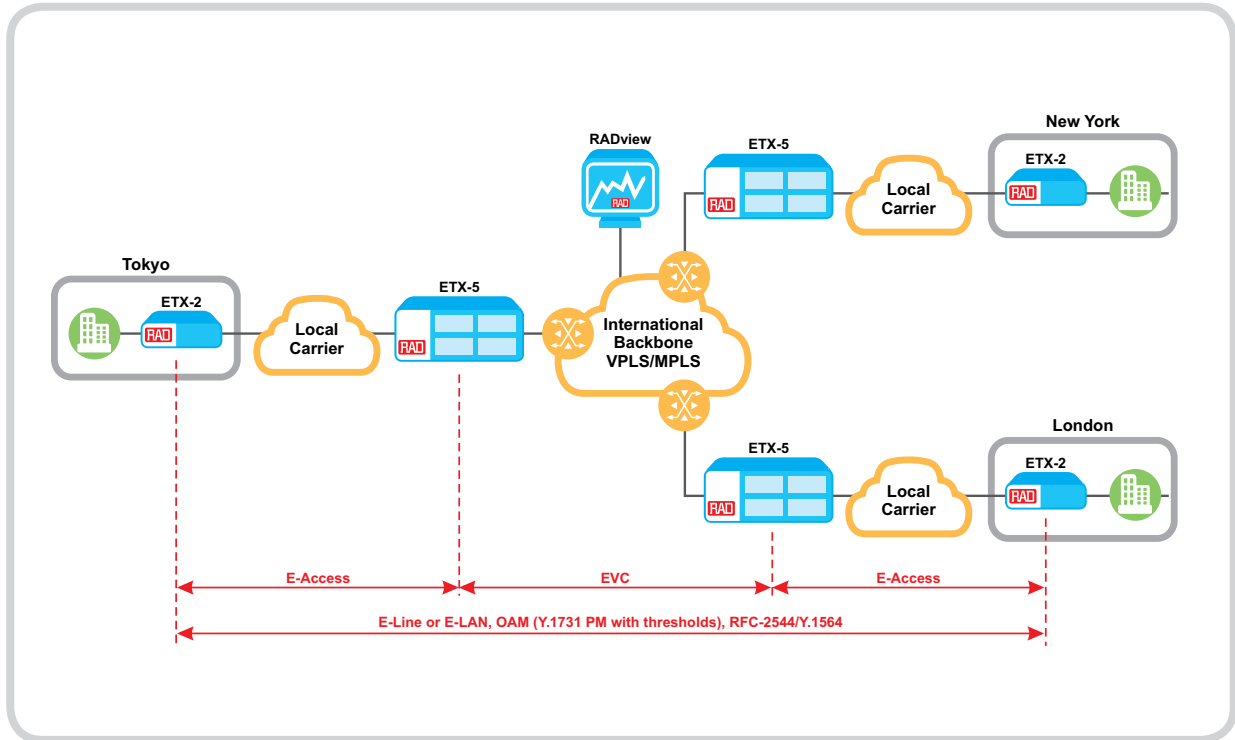 RADview
RAD
ETX-5
RAD
Local
Carrier
New York
ETX-2
RAD
Tokyo
ETX-2
RAD
Local
Carrier
ETX-5
RAD
International
Backbone
VPLS/MPLS
ETX-5
RAD
Local
Carrier
London
ETX-2
RAD
E-Access
EVC
E-Access
E-Line or E-LAN, OAM (Y.1731 PM with thresholds), RFC-2544/Y.1564